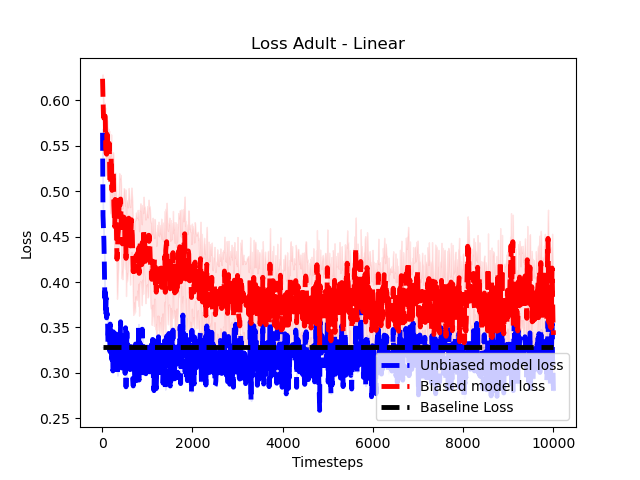 Loss Adult - Linear
Loss
0.60
0.55
0.50
0.45
0.40
0.35
0.30
0.25
Unbiased model loss
Biased model loss
Baseline Loss
0 2000 4000 6000 8000 10000
Timesteps